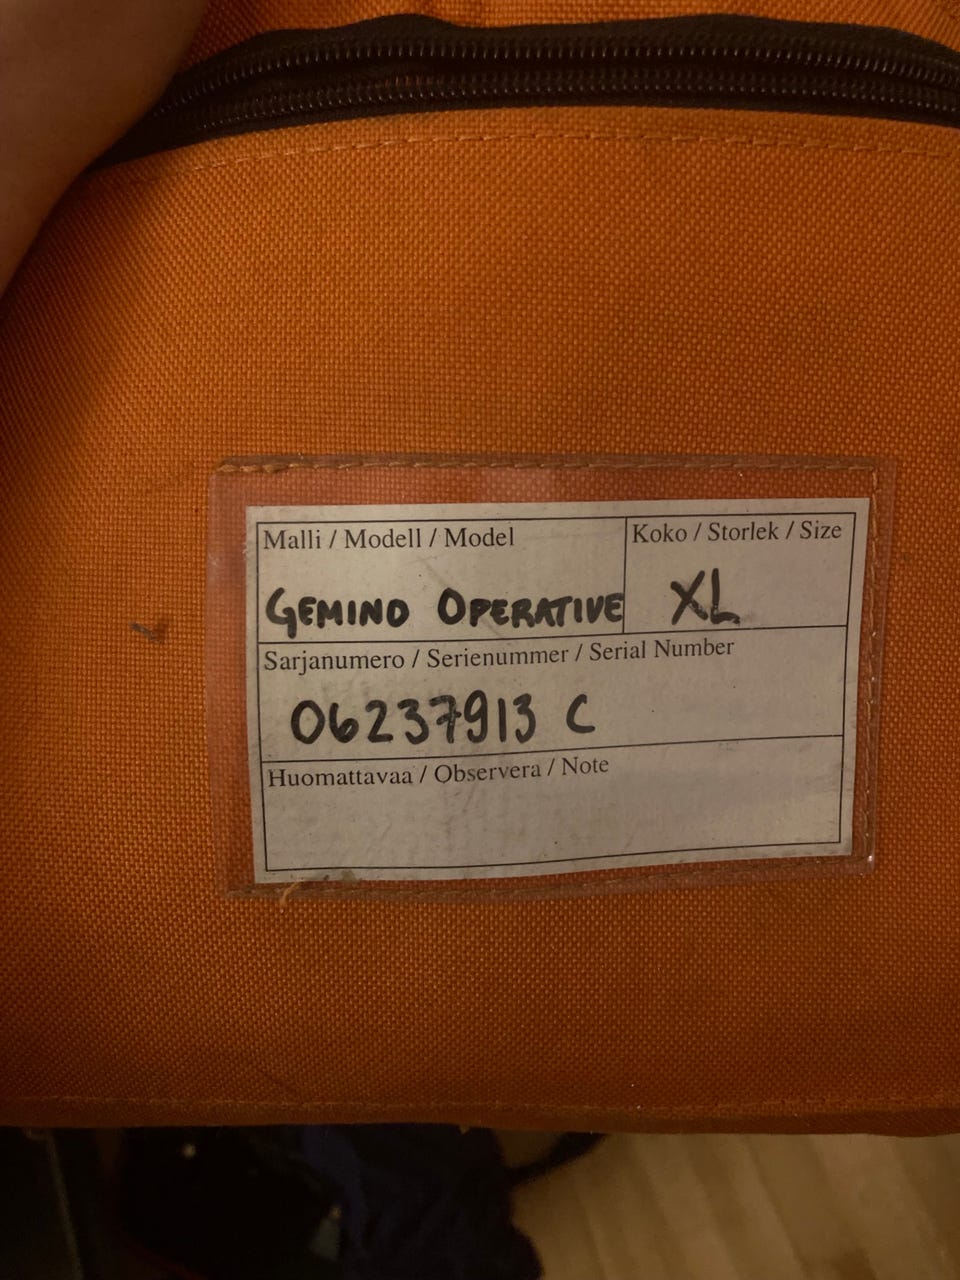 Malli / Modell / Model
Koko / Storlek / Size
GEMINO OPERATIVE
XL
Sarjanumero / Serienummer / Serial Number
06237913 C
Huomattavaa / Observera / Note